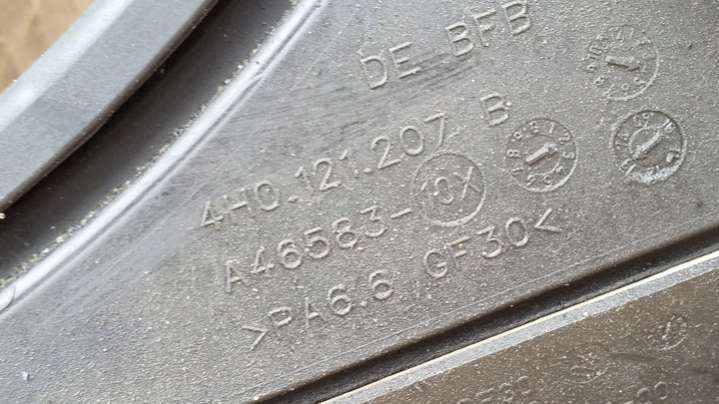 DE BFB
4H0.121.207 B
A46583-10X
>PA6.6 GF30<